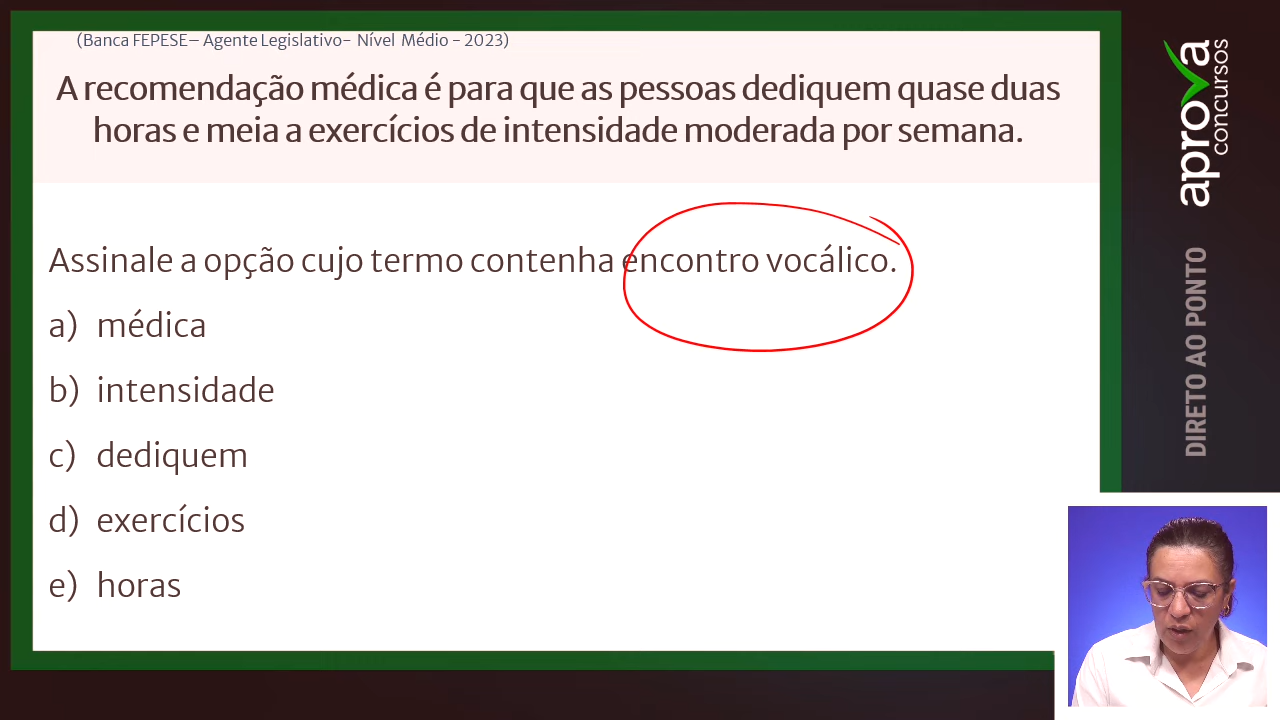 (Banca FEPESE– Agente Legislativo- Nível Médio - 2023)
A recomendação médica é para que as pessoas dediquem quase duas
horas e meia a exercícios de intensidade moderada por semana.
Assinale a opção cujo termo contenha encontro vocálico.
a) médica
b) intensidade
c) dediquem
d) exercícios
e) horas
aprova
concursos
DIRETO AO PONTO